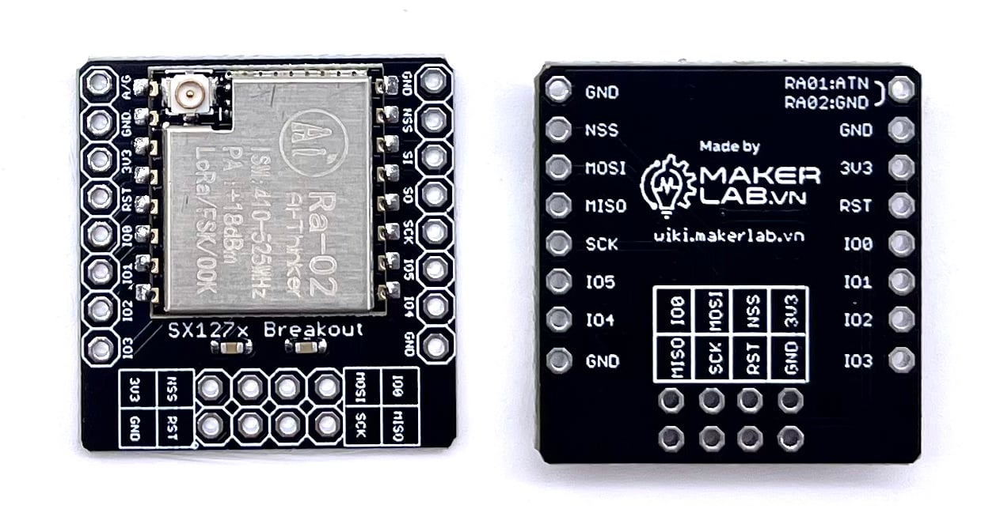 A/G
GND
3V3
RST
IO0
IO1
IO2
IO3
Ai
Ra-02
Ai-Thinker
ISM:410-525MHz
PA:+18dBm
LoRa/FSK/OOK
GND
NSS
SI
SO
SCK
IO5
IO4
GND
SX127x Breakout
3V3 NSS
GND RST
MOSI IO0
SCK MISO
GND
NSS
MOSI
MISO
SCK
IO5
IO4
GND
Made by
MAKER
LAB.VN
wiki.makerlab.vn
RA01:ATN
RA02:GND
GND
3V3
RST
IO0
IO1
IO2
IO3
IO0 MOSI NSS 3V3
MISO SCK RST GND